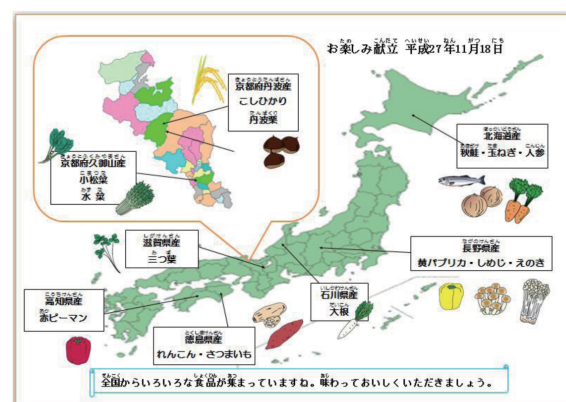 お楽しみ献立 平成27年11月18日
京都府丹波産
こしひかり
丹波栗
京都府久御山産
小松菜
水菜
北海道産
秋鮭・玉ねぎ・人参
滋賀県産
三つ葉
長野県産
黄パプリカ・しめじ・えのき
高知県産
赤ピーマン
石川県産
大根
徳島県産
れんこん・さつまいも
全国からいろいろな食品が集まっていますね。味わっておいしくいただきましょう。